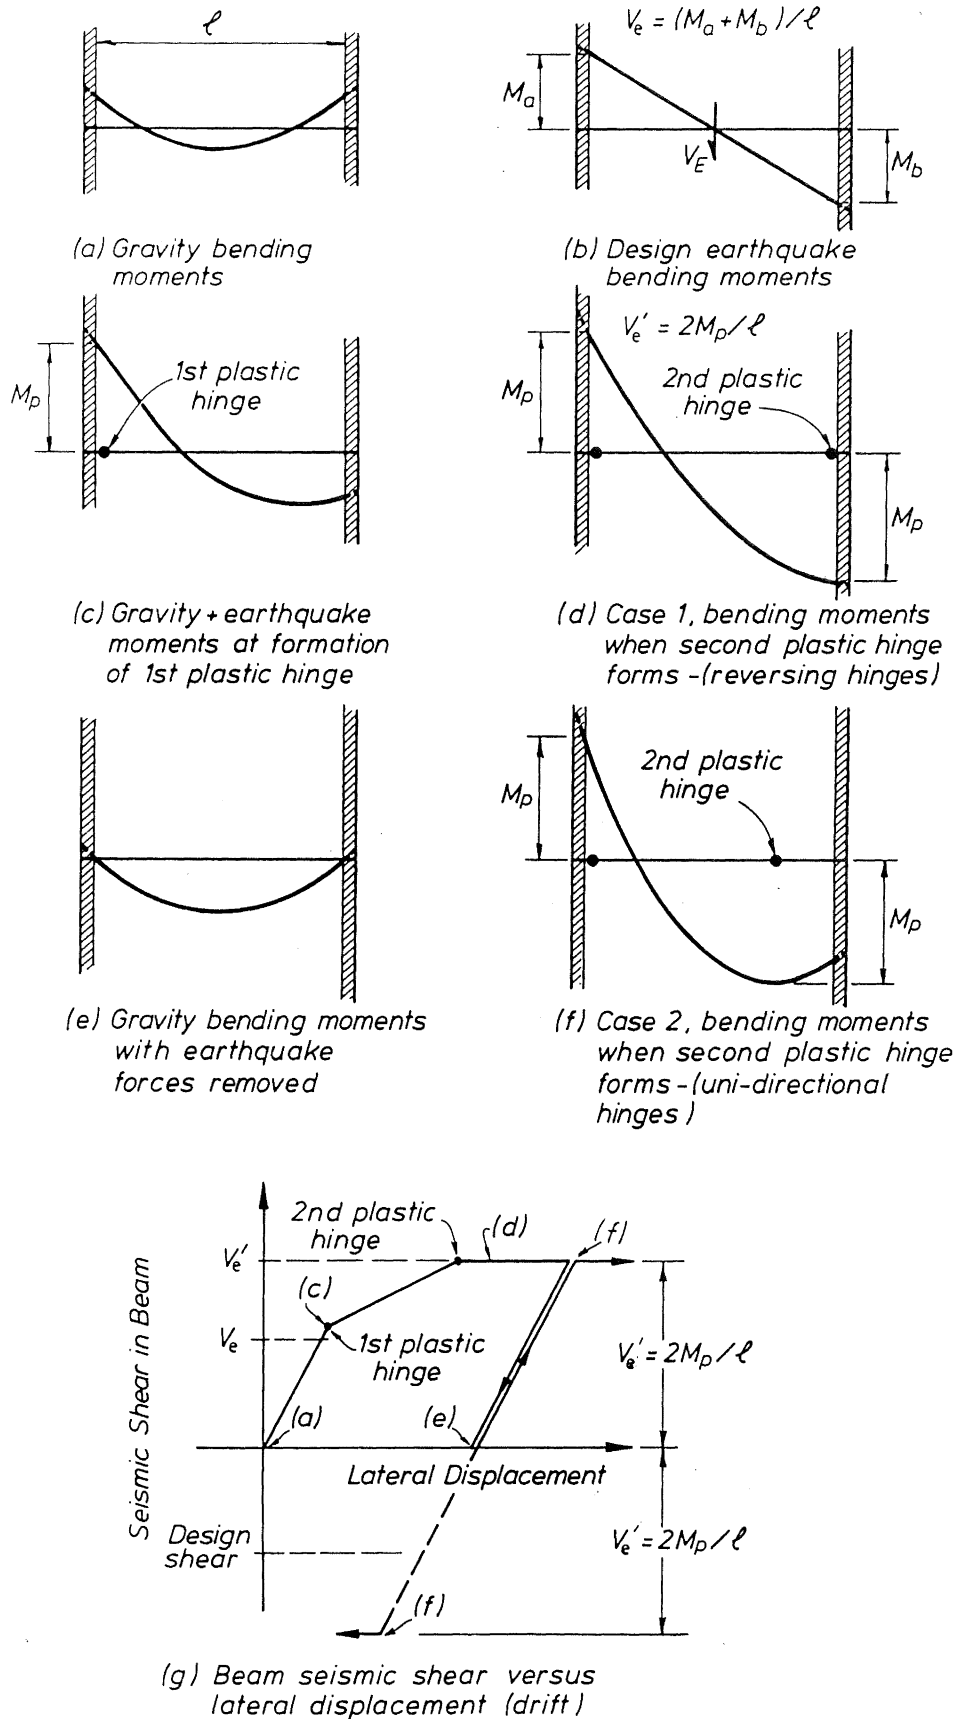 ℓ
Vₑ = (Mₐ + M_b)/ℓ
Mₐ
V_E
M_b
(a) Gravity bending
moments
(b) Design earthquake
bending moments
Mₚ
1st plastic
hinge
Vₑ' = 2Mₚ/ℓ
Mₚ
2nd plastic
hinge
Mₚ
(c) Gravity + earthquake
moments at formation
of 1st plastic hinge
(d) Case 1, bending moments
when second plastic hinge
forms -(reversing hinges)
Mₚ
2nd plastic
hinge
Mₚ
(e) Gravity bending moments
with earthquake
forces removed
(f) Case 2, bending moments
when second plastic hinge
forms -(uni-directional
hinges)
Seismic Shear in Beam
2nd plastic
hinge
(d)
(f)
Vₑ'
(c)
Vₑ
1st plastic
hinge
Vₑ' = 2Mₚ/ℓ
(a)
(e)
Lateral Displacement
Design
shear
Vₑ' = 2Mₚ/ℓ
(f)
(g) Beam seismic shear versus
lateral displacement (drift)